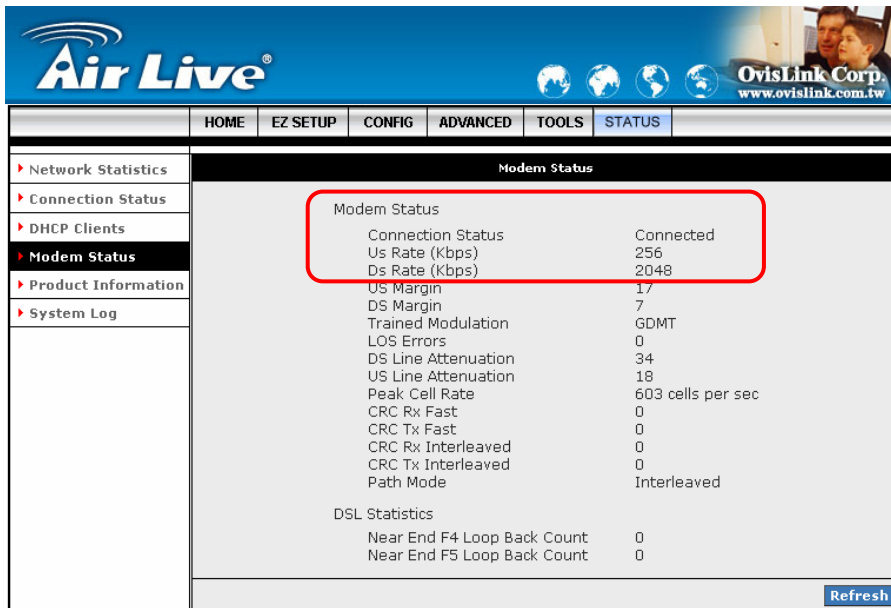 Air Live®
OvisLink Corp.
www.ovislink.com.tw
HOME EZ SETUP CONFIG ADVANCED TOOLS STATUS
Network Statistics
Connection Status
DHCP Clients
Modem Status
Product Information
System Log
Modem Status
Modem Status
Connection Status Connected
Us Rate (Kbps) 256
Ds Rate (Kbps) 2048
US Margin 17
DS Margin 7
Trained Modulation GDMT
LOS Errors 0
DS Line Attenuation 34
US Line Attenuation 18
Peak Cell Rate 603 cells per sec
CRC Rx Fast 0
CRC Tx Fast 0
CRC Rx Interleaved 0
CRC Tx Interleaved 0
Path Mode Interleaved
DSL Statistics
Near End F4 Loop Back Count 0
Near End F5 Loop Back Count 0
Refresh